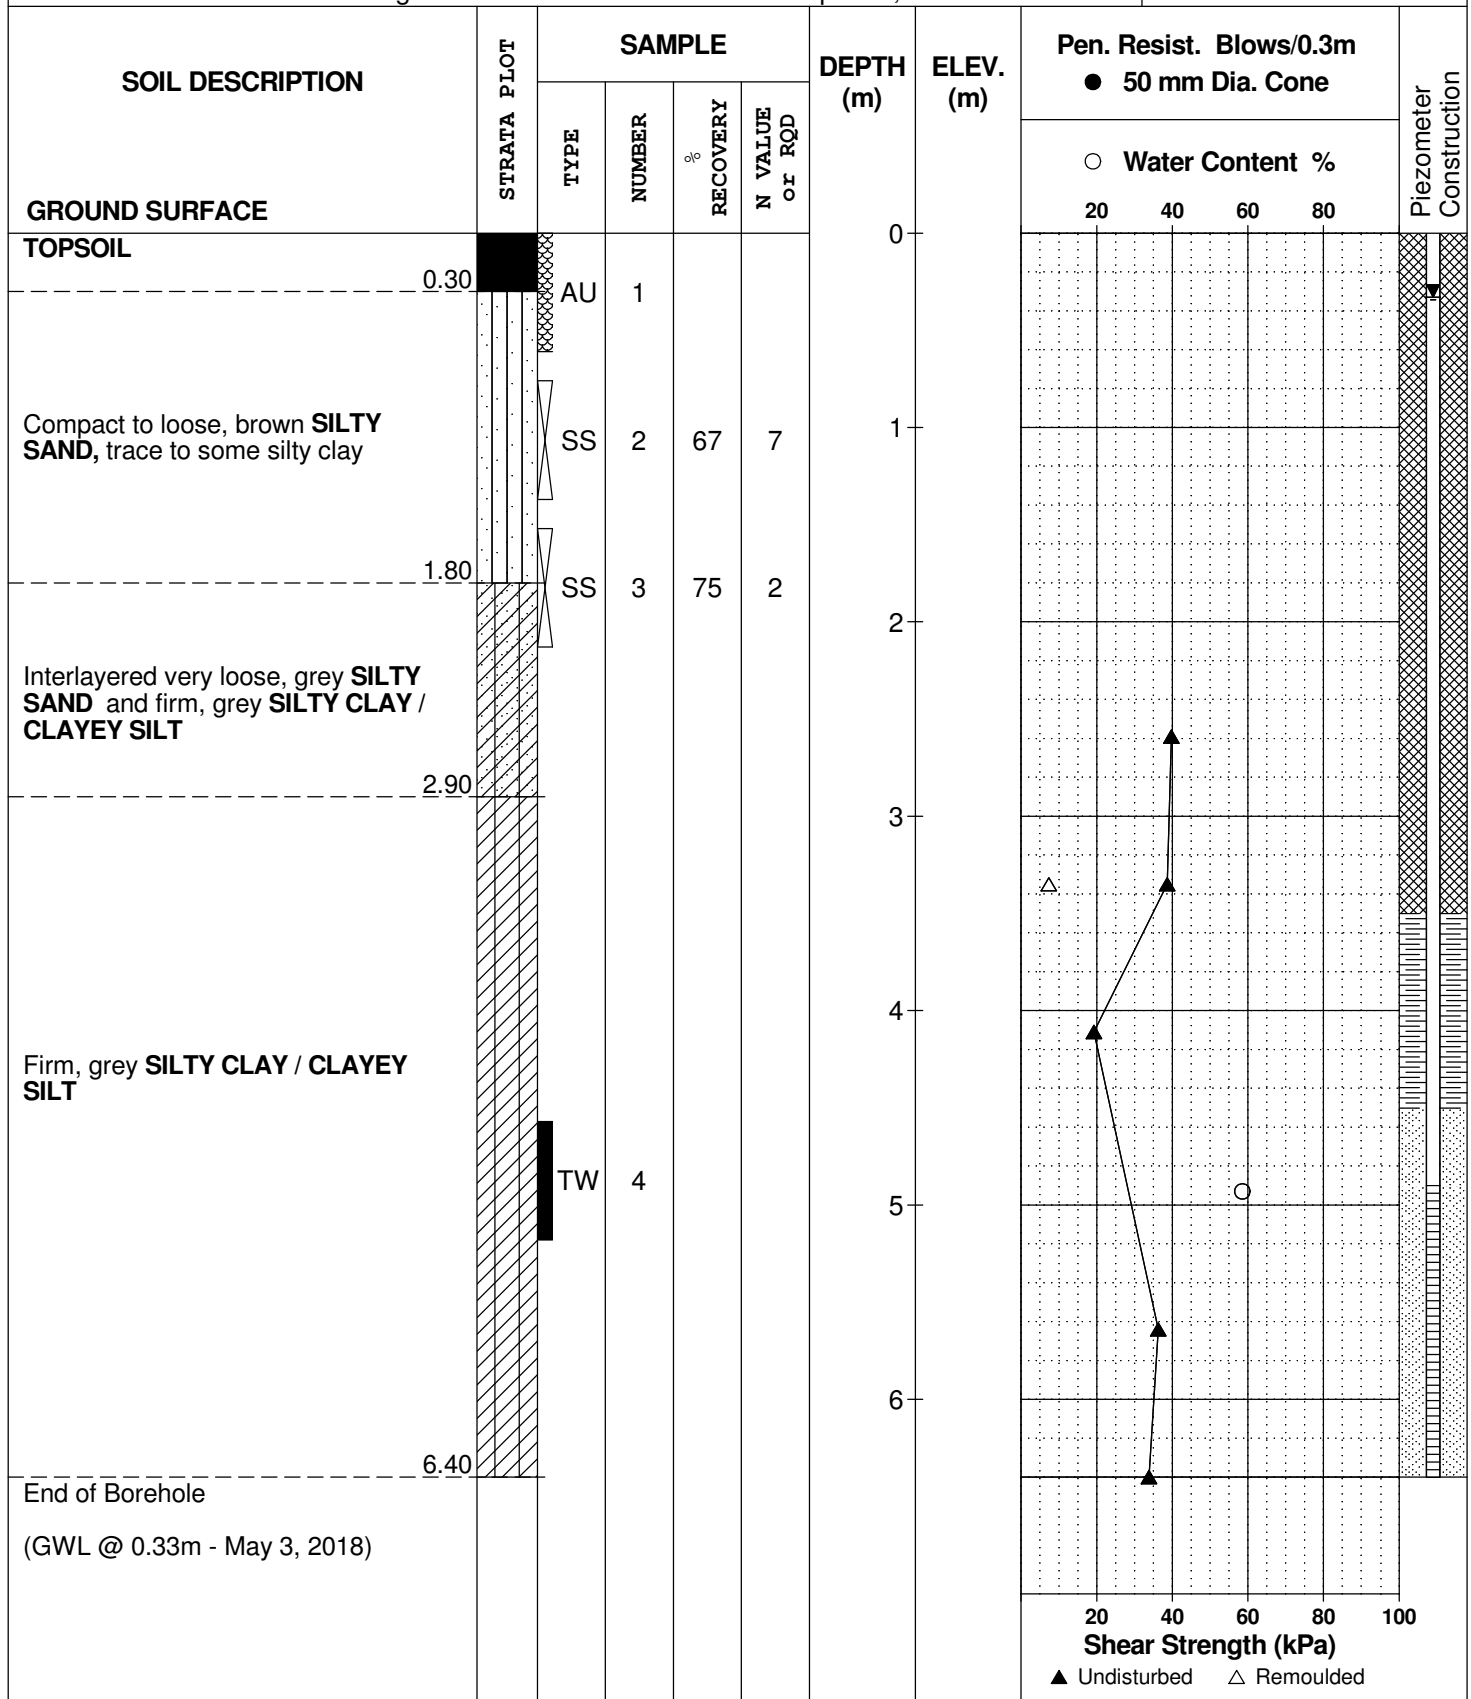 SOIL DESCRIPTION
GROUND SURFACE
STRATA PLOT
SAMPLE
TYPE
NUMBER
%
RECOVERY
N VALUE
or RQD
DEPTH
(m)
ELEV.
(m)
Pen. Resist. Blows/0.3m
● 50 mm Dia. Cone
○ Water Content %
20 40 60 80
Piezometer
Construction
TOPSOIL
0.30
AU 1
Compact to loose, brown SILTY
SAND, trace to some silty clay
SS 2 67 7
1.80
SS 3 75 2
Interlayered very loose, grey SILTY
SAND and firm, grey SILTY CLAY /
CLAYEY SILT
2.90
Firm, grey SILTY CLAY / CLAYEY
SILT
TW 4
6.40
End of Borehole
(GWL @ 0.33m - May 3, 2018)
0
1
2
3
4
5
6
20 40 60 80 100
Shear Strength (kPa)
▲ Undisturbed △ Remoulded